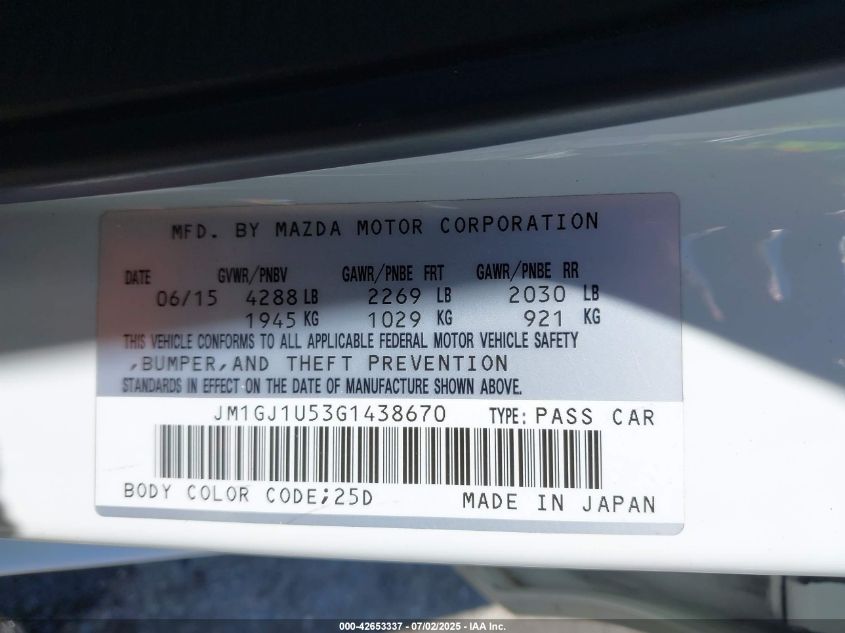 MFD. BY MAZDA MOTOR CORPORATION
DATE GVWR/PNBV GAWR/PNBE FRT GAWR/PNBE RR
06/15 4288 LB 2269 LB 2030 LB
1945 KG 1029 KG 921 KG
THIS VEHICLE CONFORMS TO ALL APPLICABLE FEDERAL MOTOR VEHICLE SAFETY
,BUMPER,AND THEFT PREVENTION
STANDARDS IN EFFECT ON THE DATE OF MANUFACTURE SHOWN ABOVE.
JM1GJ1U53G1438670 TYPE: PASS CAR
BODY COLOR CODE;25D MADE IN JAPAN
000-42653337 - 07/02/2025 - IAA Inc.